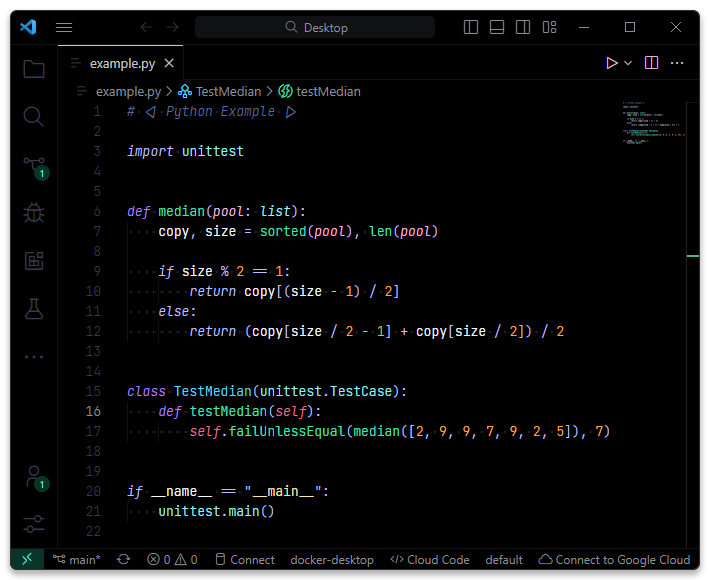 Desktop
example.py
example.py > TestMedian > testMedian
1 # ◁ Python Example ▷
2
3 import unittest
4
5
6 def median(pool: list):
7     copy, size = sorted(pool), len(pool)
8
9     if size % 2 == 1:
10         return copy[(size - 1) / 2]
11     else:
12         return (copy[size / 2 - 1] + copy[size / 2]) / 2
13
14
15 class TestMedian(unittest.TestCase):
16     def testMedian(self):
17         self.failUnlessEqual(median([2, 9, 9, 7, 9, 2, 5]), 7)
18
19
20 if __name__ == "__main__":
21     unittest.main()
22
1
1
main* 0 0 Connect docker-desktop </> Cloud Code default Connect to Google Cloud